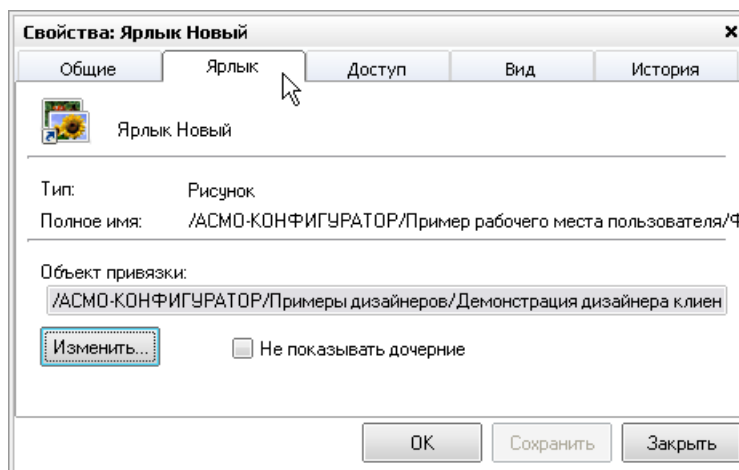 Свойства: Ярлык Новый
Общие Ярлык Доступ Вид История
Ярлык Новый
Тип: Рисунок
Полное имя: /АСМО-КОНФИГУРАТОР/Пример рабочего места пользователя/Ф
Объект привязки:
/АСМО-КОНФИГУРАТОР/Примеры дизайнеров/Демонстрация дизайнера клиен
Изменить... Не показывать дочерние
OK Сохранить Закрыть